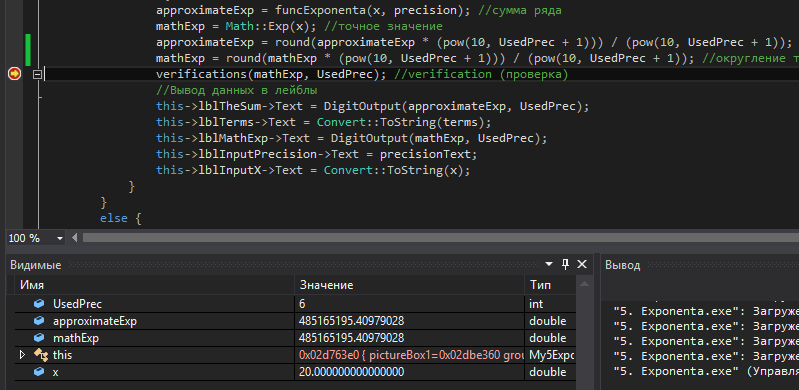 approximateExp = funcExponenta(x, precision); //сумма ряда
mathExp = Math::Exp(x); //точное значение
approximateExp = round(approximateExp * (pow(10, UsedPrec + 1))) / (pow(10, UsedPrec + 1));
mathExp = round(mathExp * (pow(10, UsedPrec + 1))) / (pow(10, UsedPrec + 1)); //округление т
verifications(mathExp, UsedPrec); //verification (проверка)
//Вывод данных в лейблы
this->lblTheSum->Text = DigitOutput(approximateExp, UsedPrec);
this->lblTerms->Text = Convert::ToString(terms);
this->lblMathExp->Text = DigitOutput(mathExp, UsedPrec);
this->lblInputPrecision->Text = precisionText;
this->lblInputX->Text = Convert::ToString(x);
}
}
else {
100 %
Видимые
Имя Значение Тип
UsedPrec 6 int
approximateExp 485165195.40979028 double
mathExp 485165195.40979028 double
this 0x02d763e0 { pictureBox1=0x02dbe360 grou My5Expo
x 20.000000000000000 double
Вывод
"5. Exponenta.exe": Загруже
"5. Exponenta.exe": Загруже
"5. Exponenta.exe": Загруже
"5. Exponenta.exe": Загруже
"5. Exponenta.exe" (Управля